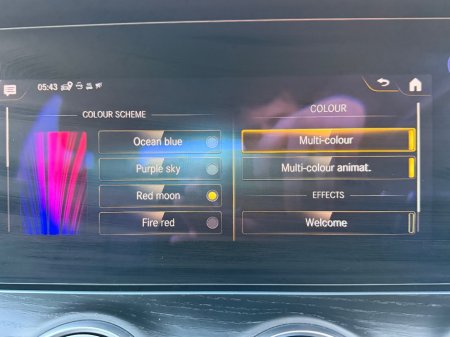 05:43
COLOUR SCHEME
Ocean blue
Purple sky
Red moon
Fire red
COLOUR
Multi-colour
Multi-colour animat.
EFFECTS
Welcome